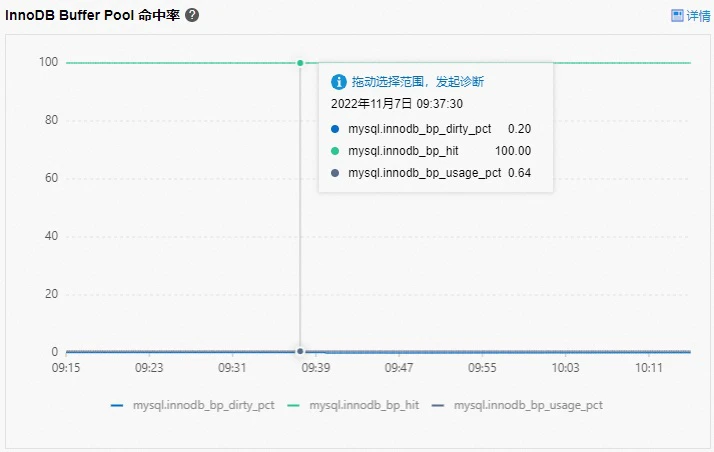 InnoDB Buffer Pool 命中率 ?
详情
100
80
60
40
20
0
拖动选择范围，发起诊断
2022年11月7日 09:37:30
mysql.innodb_bp_dirty_pct 0.20
mysql.innodb_bp_hit 100.00
mysql.innodb_bp_usage_pct 0.64
09:15 09:23 09:31 09:39 09:47 09:55 10:03 10:11
mysql.innodb_bp_dirty_pct mysql.innodb_bp_hit mysql.innodb_bp_usage_pct